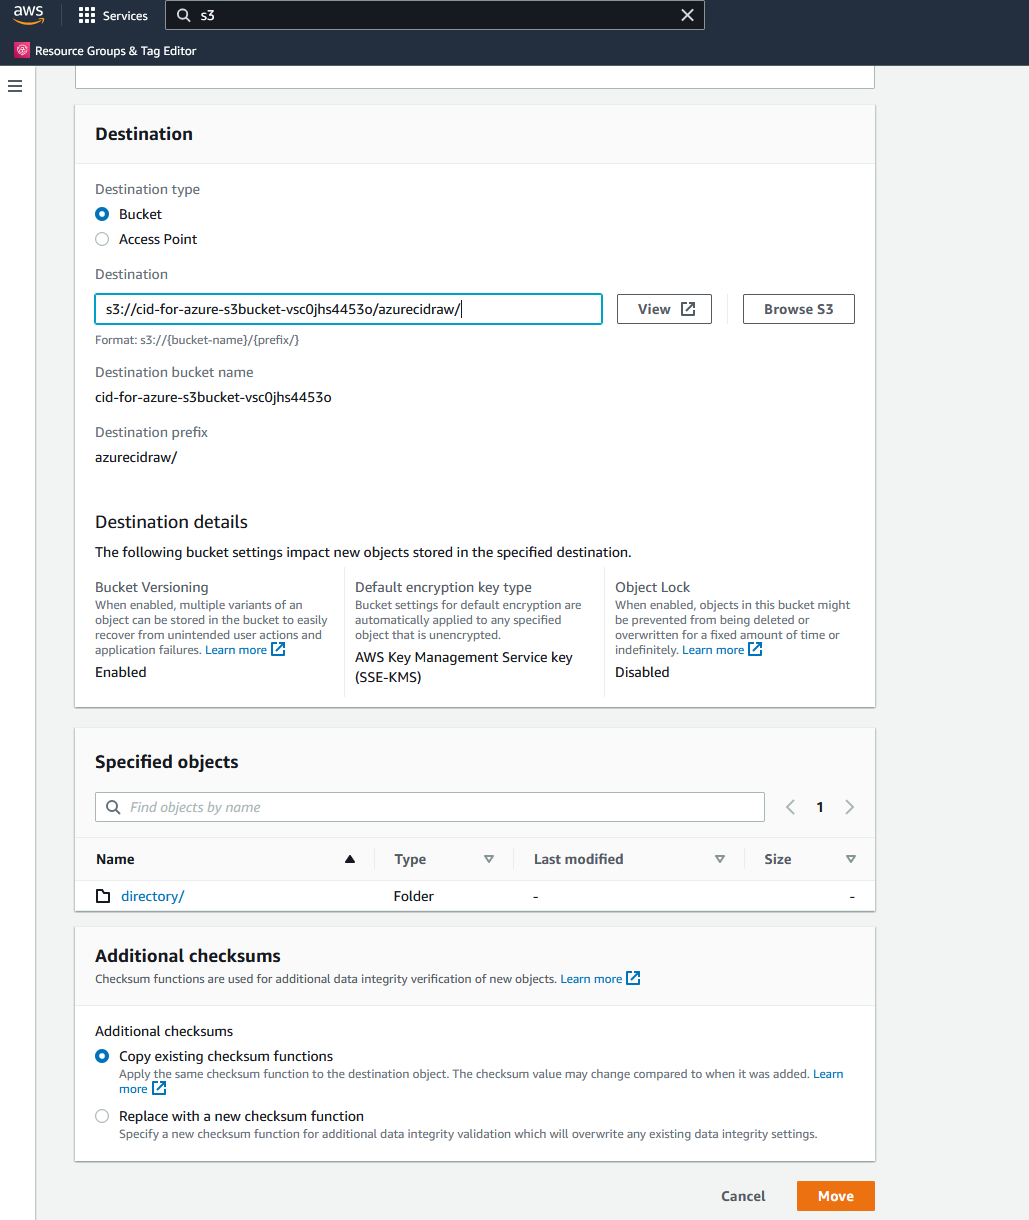 aws
Services
s3
Resource Groups & Tag Editor
Destination
Destination type
Bucket
Access Point
Destination
s3://cid-for-azure-s3bucket-vsc0jhs4453o/azurecidraw/
View
Browse S3
Format: s3://{bucket-name}/{prefix/}
Destination bucket name
cid-for-azure-s3bucket-vsc0jhs4453o
Destination prefix
azurecidraw/
Destination details
The following bucket settings impact new objects stored in the specified destination.
Bucket Versioning
When enabled, multiple variants of an
object can be stored in the bucket to easily
recover from unintended user actions and
application failures. Learn more
Enabled
Default encryption key type
Bucket settings for default encryption are
automatically applied to any specified
object that is unencrypted.
AWS Key Management Service key
(SSE-KMS)
Object Lock
When enabled, objects in this bucket might
be prevented from being deleted or
overwritten for a fixed amount of time or
indefinitely. Learn more
Disabled
Specified objects
Find objects by name
1
Name Type Last modified Size
directory/ Folder - -
Additional checksums
Checksum functions are used for additional data integrity verification of new objects. Learn more
Additional checksums
Copy existing checksum functions
Apply the same checksum function to the destination object. The checksum value may change compared to when it was added. Learn
more
Replace with a new checksum function
Specify a new checksum function for additional data integrity validation which will overwrite any existing data integrity settings.
Cancel
Move